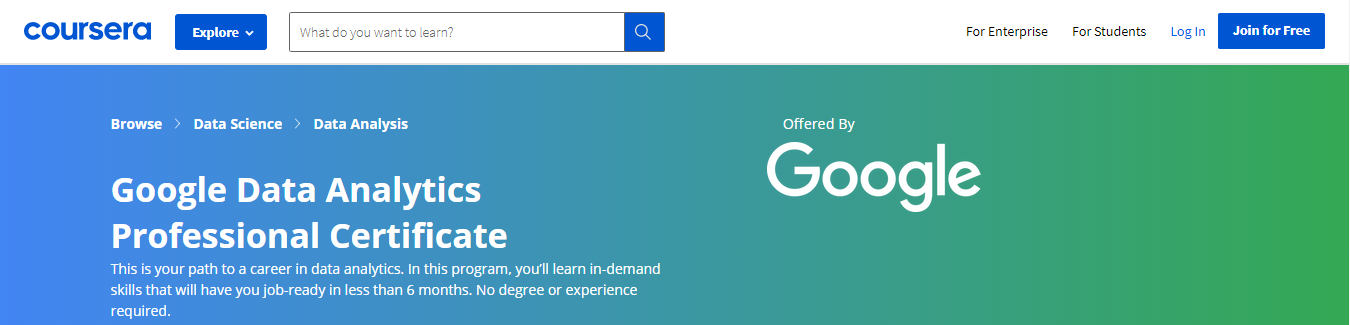 coursera
Explore
What do you want to learn?
For Enterprise
For Students
Log In
Join for Free
Browse > Data Science > Data Analysis
Offered By
Google
Google Data Analytics
Professional Certificate
This is your path to a career in data analytics. In this program, you’ll learn in-demand
skills that will have you job-ready in less than 6 months. No degree or experience
required.